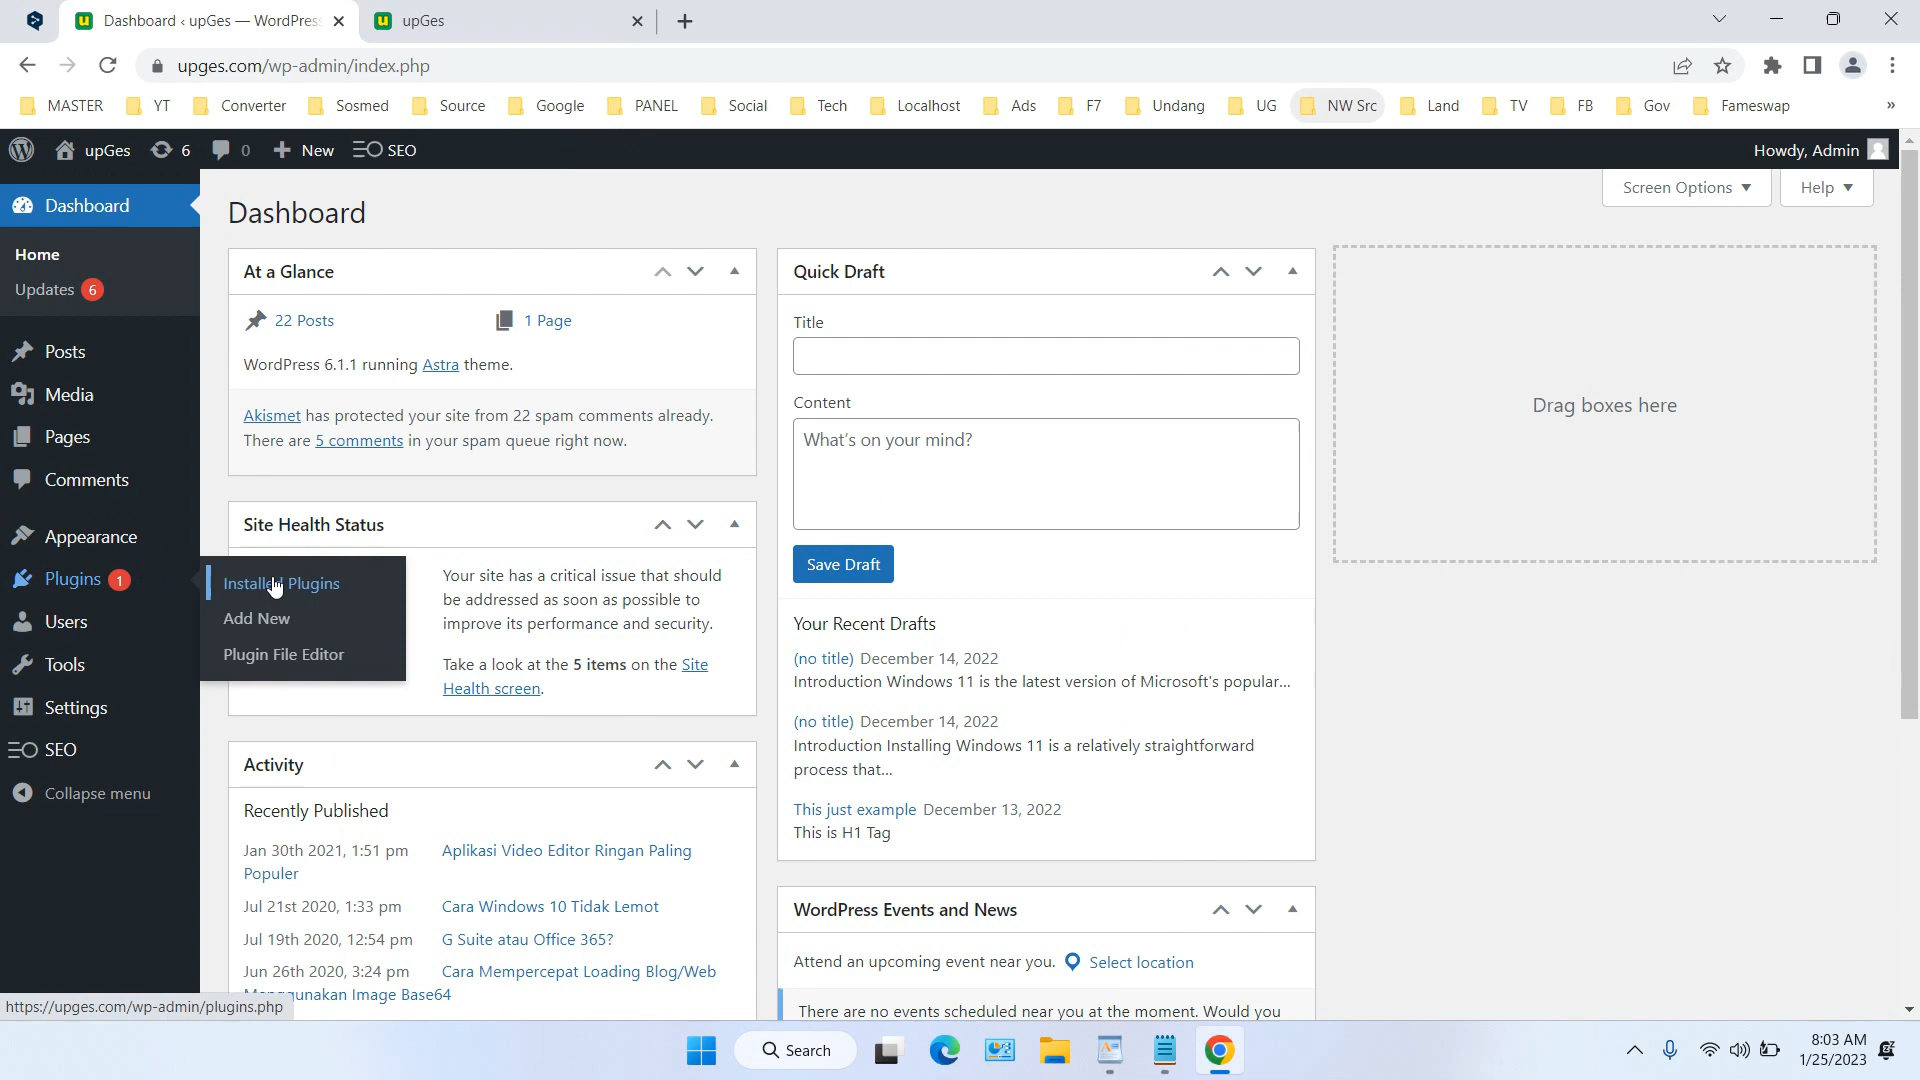 Dashboard ‹ upGes — WordPress
upGes
upges.com/wp-admin/index.php
MASTER YT Converter Sosmed Source Google PANEL Social Tech Localhost Ads F7 Undang UG NW Src Land TV FB Gov Fameswap »
upGes 6 0 New SEO Howdy, Admin
Screen Options Help
Dashboard
Home
Updates 6
Posts
Media
Pages
Comments
Appearance
Plugins 1
Users
Tools
Settings
SEO
Collapse menu
Installed Plugins
Add New
Plugin File Editor
Dashboard
At a Glance
22 Posts 1 Page
WordPress 6.1.1 running Astra theme.
Akismet has protected your site from 22 spam comments already.
There are 5 comments in your spam queue right now.
Site Health Status
Your site has a critical issue that should
be addressed as soon as possible to
improve its performance and security.
Take a look at the 5 items on the Site
Health screen.
Activity
Recently Published
Jan 30th 2021, 1:51 pm Aplikasi Video Editor Ringan Paling
Populer
Jul 21st 2020, 1:33 pm Cara Windows 10 Tidak Lemot
Jul 19th 2020, 12:54 pm G Suite atau Office 365?
Jun 26th 2020, 3:24 pm Cara Mempercepat Loading Blog/Web
Menggunakan Image Base64
Quick Draft
Title
Content
What's on your mind?
Save Draft
Your Recent Drafts
(no title) December 14, 2022
Introduction Windows 11 is the latest version of Microsoft's popular...
(no title) December 14, 2022
Introduction Installing Windows 11 is a relatively straightforward
process that...
This just example December 13, 2022
This is H1 Tag
WordPress Events and News
Attend an upcoming event near you. Select location
There are no events scheduled near you at the moment. Would you
Drag boxes here
https://upges.com/wp-admin/plugins.php
Search
8:03 AM
1/25/2023